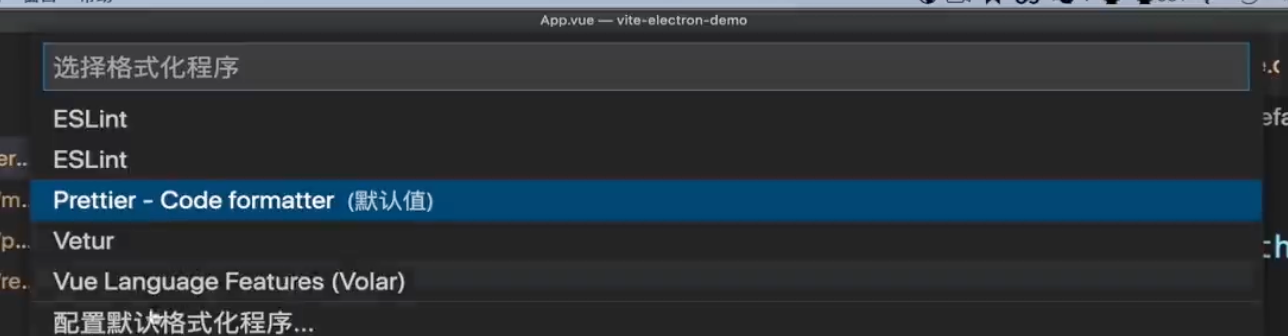 App.vue — vite-electron-demo
选择格式化程序
ESLint
ESLint
Prettier - Code formatter (默认值)
Vetur
Vue Language Features (Volar)
配置默认格式化程序...